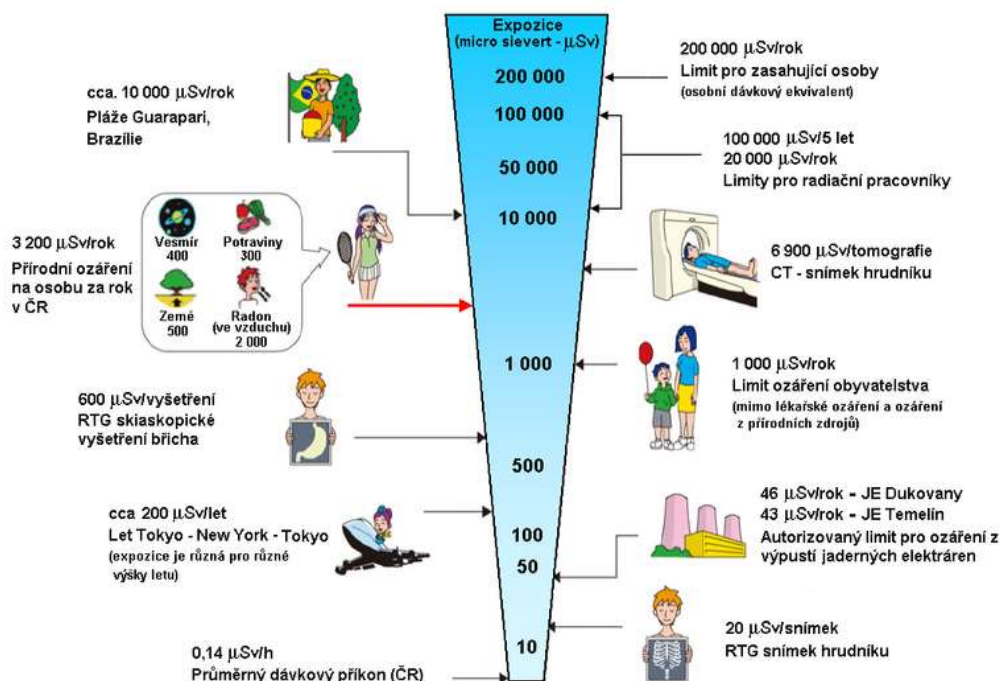 Expozice
(micro sievert - μSv)
200 000
100 000
50 000
10 000
1 000
500
100
50
10
cca. 10 000 μSv/rok
Pláže Guarapari,
Brazílie
3 200 μSv/rok
Přírodní ozáření
na osobu za rok
v ČR
Vesmír
400
Potraviny
300
Země
500
Radon
(ve vzduchu)
2 000
600 μSv/vyšetření
RTG skiaskopické
vyšetření břicha
cca 200 μSv/let
Let Tokyo - New York - Tokyo
(expozice je různá pro různé
výšky letu)
0,14 μSv/h
Průměrný dávkový příkon (ČR)
200 000 μSv/rok
Limit pro zasahující osoby
(osobní dávkový ekvivalent)
100 000 μSv/5 let
20 000 μSv/rok
Limity pro radiační pracovníky
6 900 μSv/tomografie
CT - snímek hrudníku
1 000 μSv/rok
Limit ozáření obyvatelstva
(mimo lékařské ozáření a ozáření
z přírodních zdrojů)
46 μSv/rok - JE Dukovany
43 μSv/rok - JE Temelín
Autorizovaný limit pro ozáření z
výpustí jaderných elektráren
20 μSv/snímek
RTG snímek hrudníku